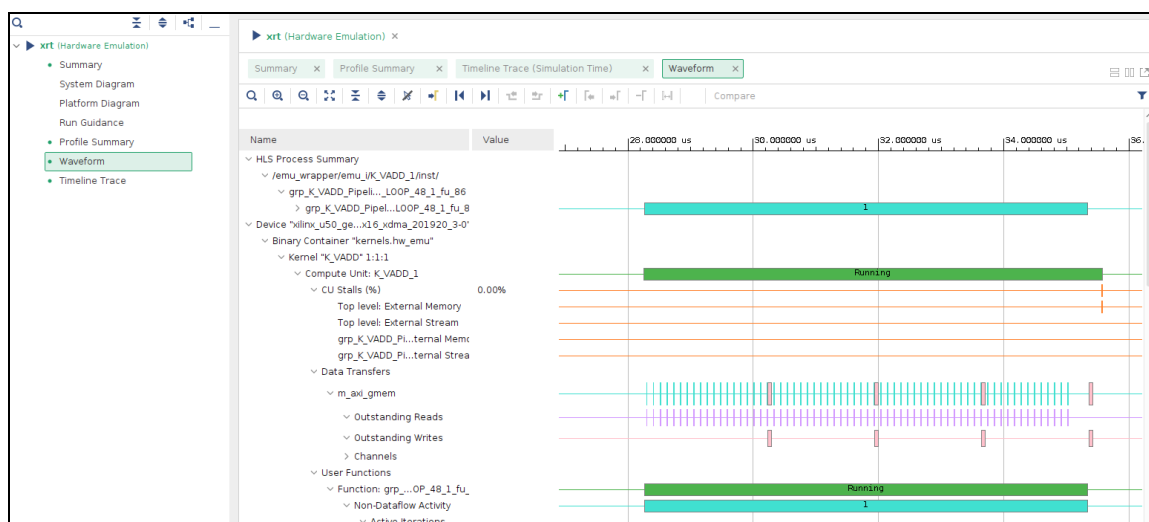 xrt (Hardware Emulation)
Summary
System Diagram
Platform Diagram
Run Guidance
Profile Summary
Waveform
Timeline Trace
xrt (Hardware Emulation) ×
Summary × Profile Summary × Timeline Trace (Simulation Time) × Waveform ×
Compare
Name Value 28.000000 us 30.000000 us 32.000000 us 34.000000 us 36.
HLS Process Summary
/emu_wrapper/emu_i/K_VADD_1/inst/
grp_K_VADD_Pipeli..._LOOP_48_1_fu_86
grp_K_VADD_Pipel...LOOP_48_1_fu_8 1
Device "xilinx_u50_ge...x16_xdma_201920_3-0"
Binary Container "kernels.hw_emu"
Kernel "K_VADD" 1:1:1
Compute Unit: K_VADD_1 Running
CU Stalls (%) 0.00%
Top level: External Memory
Top level: External Stream
grp_K_VADD_Pi...ternal Memo
grp_K_VADD_Pi...ternal Strea
Data Transfers
m_axi_gmem
Outstanding Reads
Outstanding Writes
Channels
User Functions
Function: grp_...OP_48_1_fu_ Running
Non-Dataflow Activity 1
Active Iterations